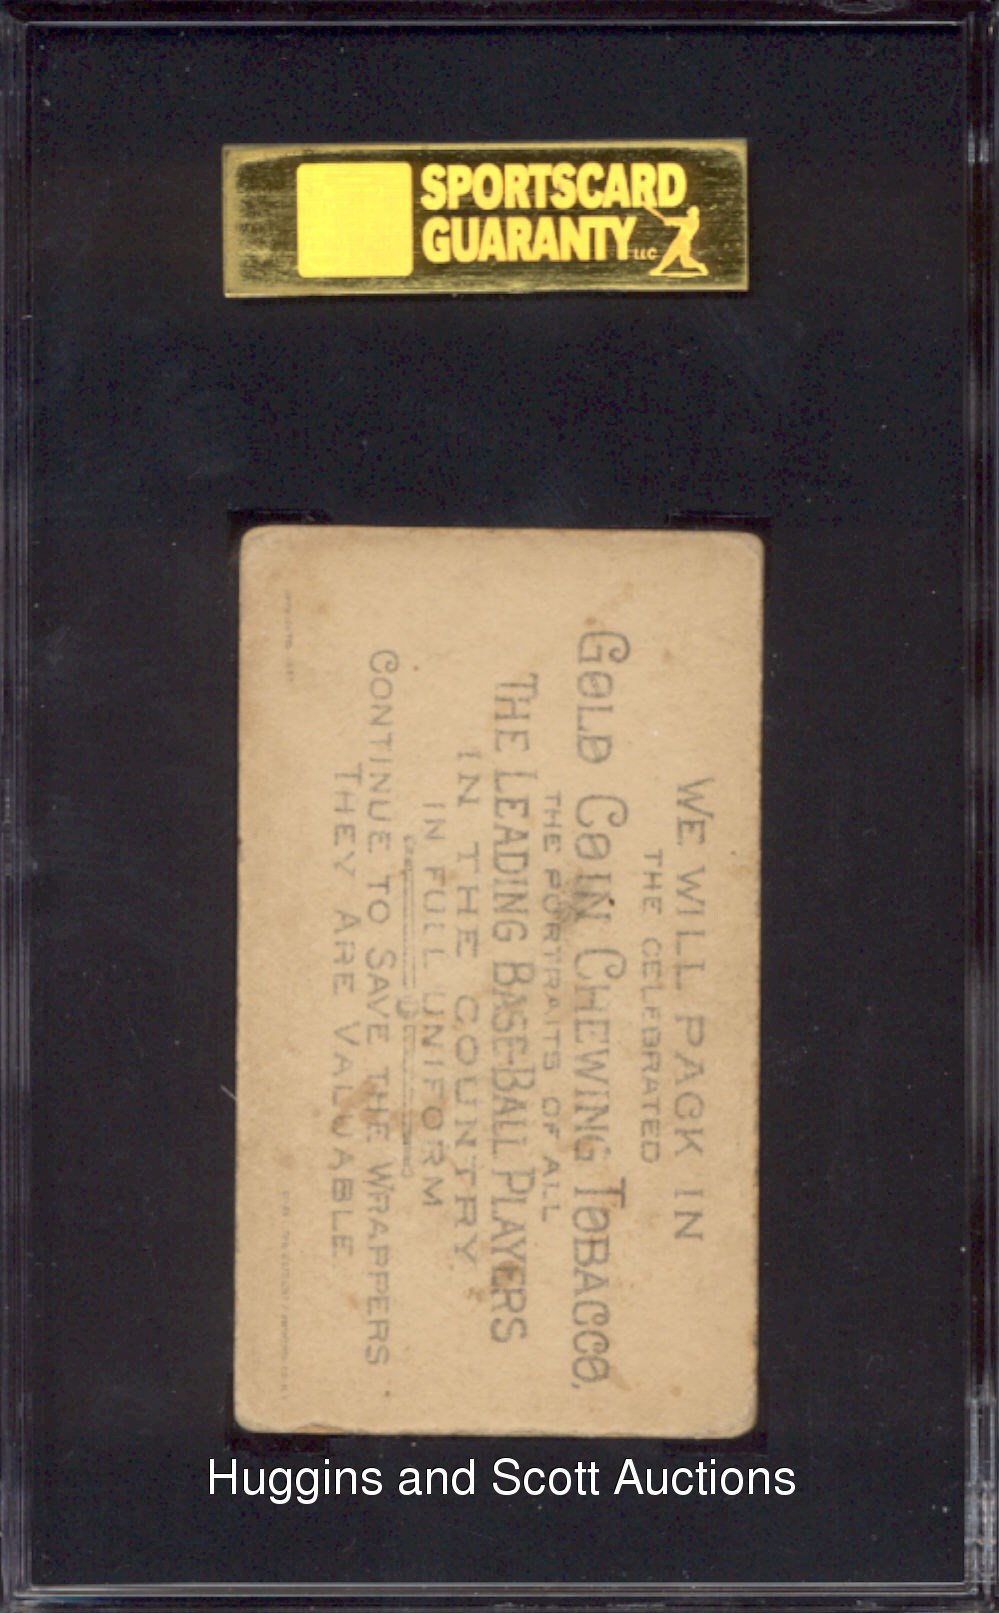 SPORTSCARD
GUARANTY LLC
WE WILL PACK IN
THE CELEBRATED
GOLD COIN CHEWING TOBACCO,
THE PORTRAITS OF ALL
THE LEADING BASE-BALL PLAYERS
IN THE COUNTRY
IN FULL UNIFORM
CONTINUE TO SAVE THE WRAPPERS
THEY ARE VALUABLE
Huggins and Scott Auctions